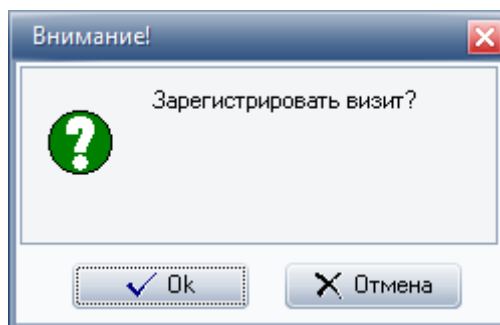 Внимание!
Зарегистрировать визит?
Ok
Отмена